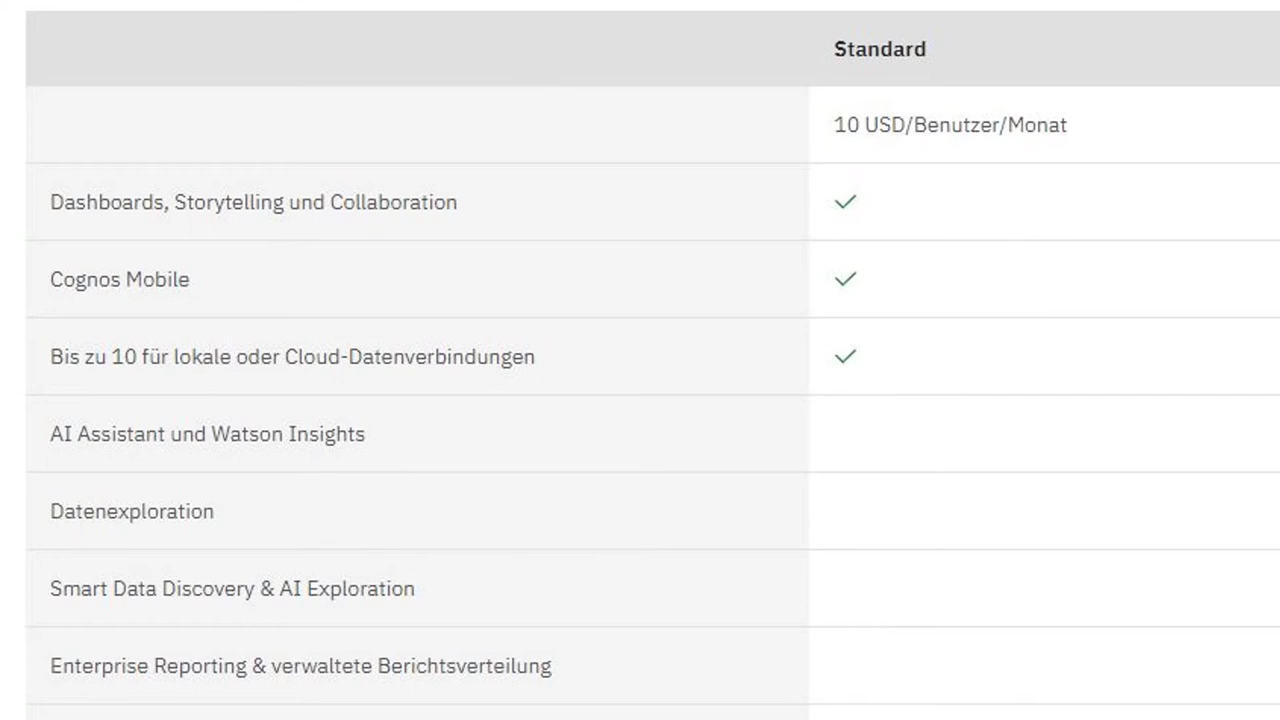 Standard
10 USD/Benutzer/Monat
Dashboards, Storytelling und Collaboration
Cognos Mobile
Bis zu 10 für lokale oder Cloud-Datenverbindungen
AI Assistant und Watson Insights
Datenexploration
Smart Data Discovery & AI Exploration
Enterprise Reporting & verwaltete Berichtsverteilung